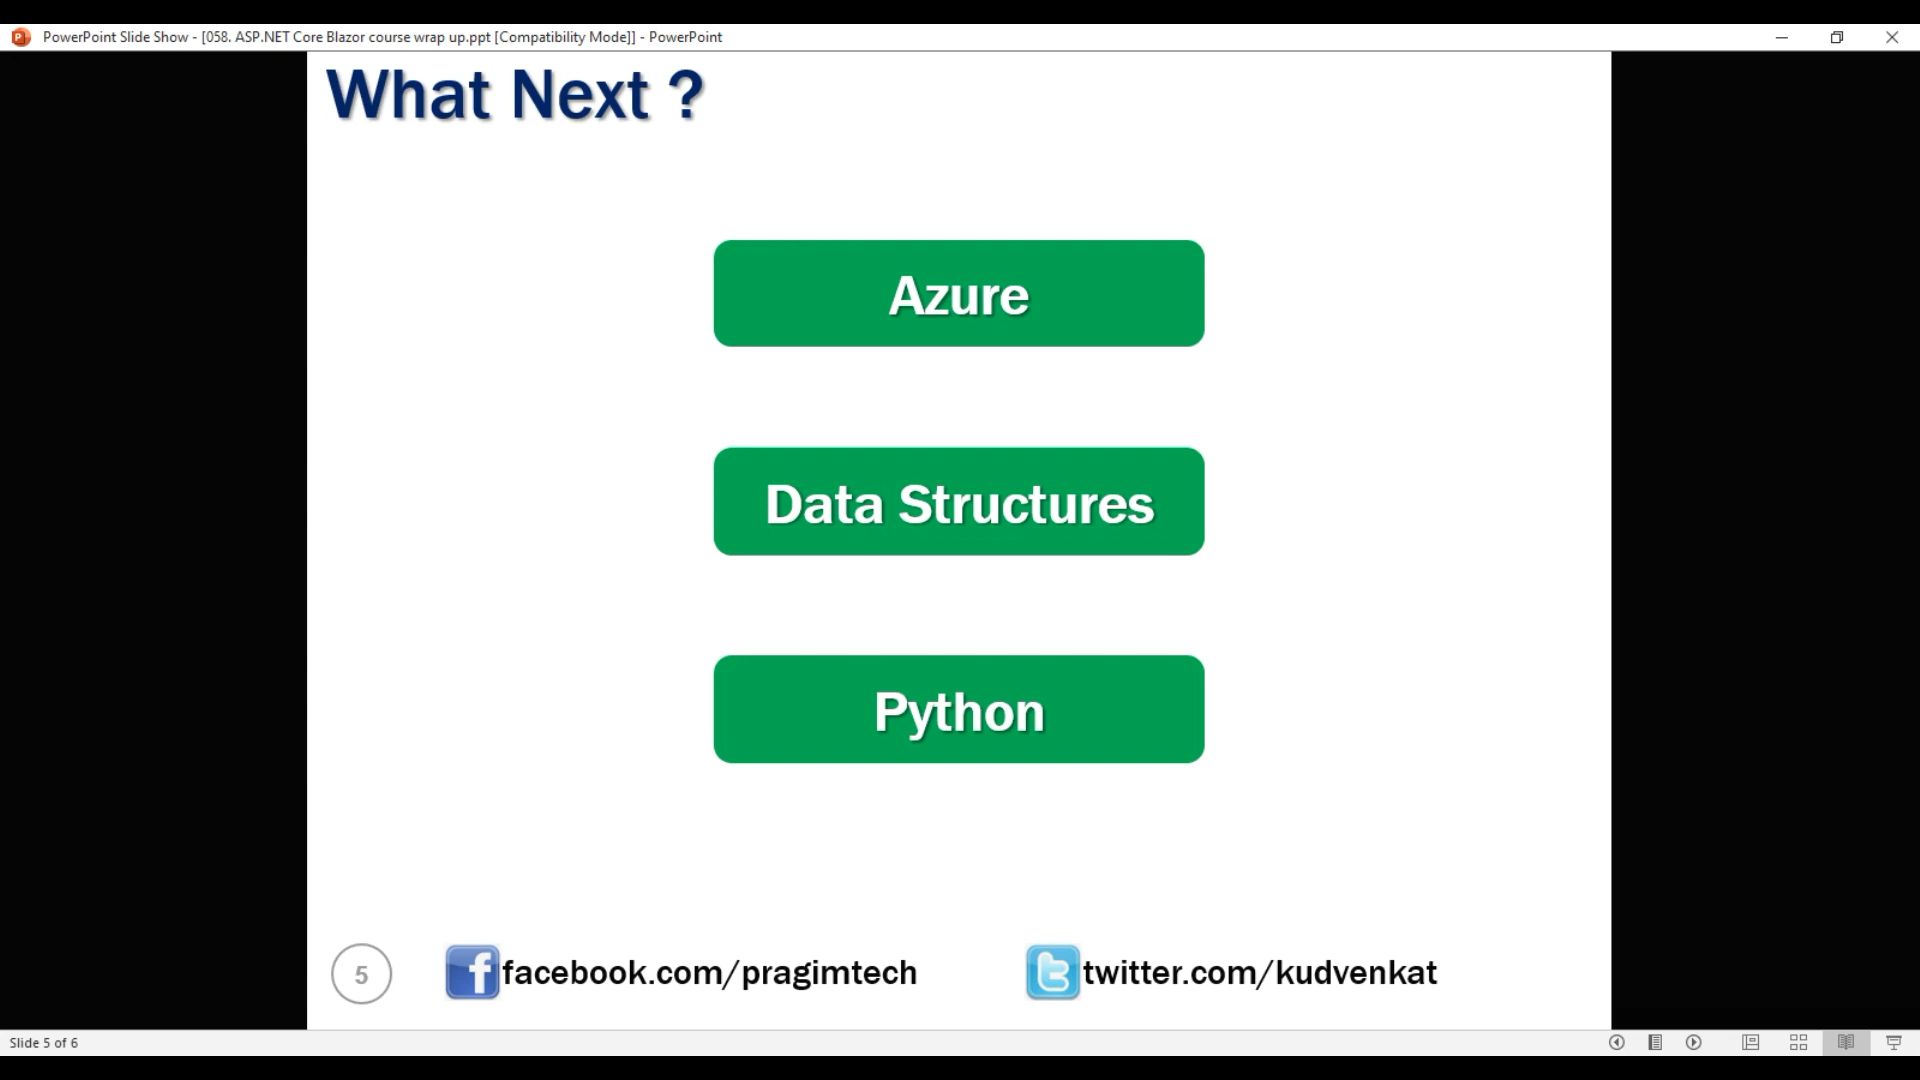 PowerPoint Slide Show - [058. ASP.NET Core Blazor course wrap up.ppt [Compatibility Mode]] - PowerPoint
What Next ?
Azure
Data Structures
Python
5
facebook.com/pragimtech
twitter.com/kudvenkat
Slide 5 of 6